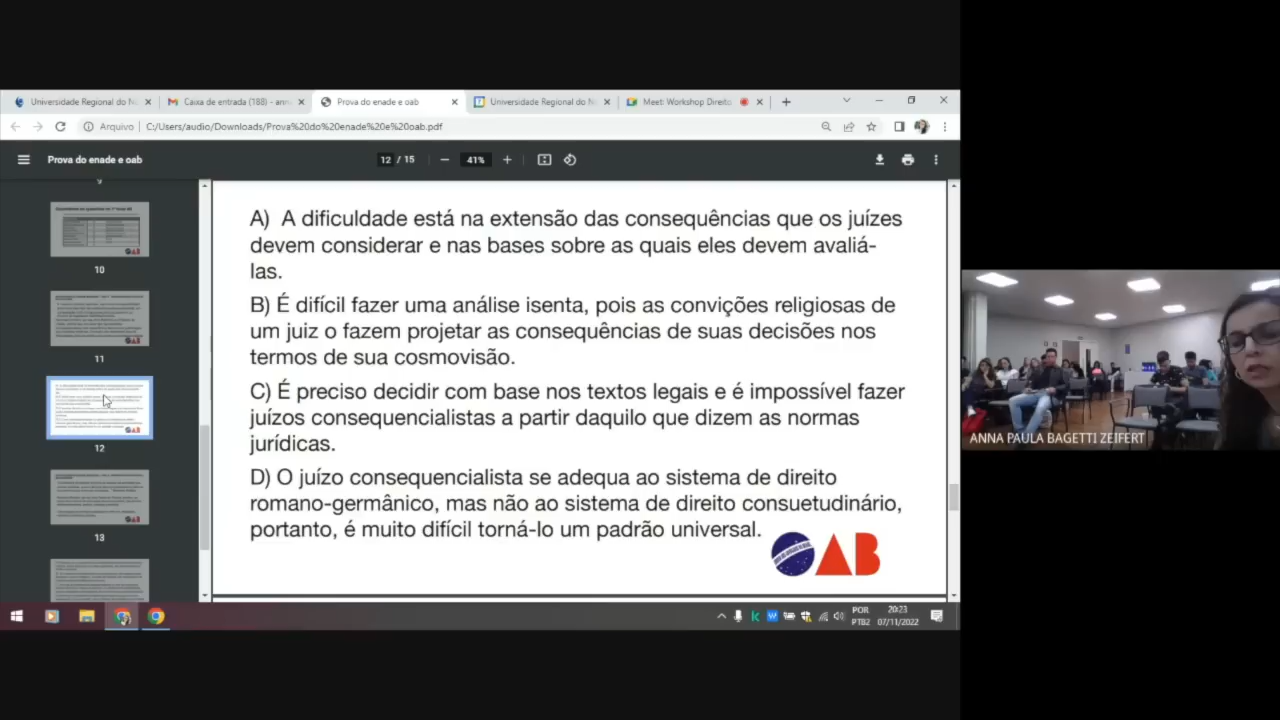 Universidade Regional do No
Caixa de entrada (188) - ann
Prova do enade e oab
Universidade Regional do No
Meet: Workshop Direito
Arquivo
C:/Users/audio/Downloads/Prova%20do%20enade%20e%20oab.pdf
Prova do enade e oab
12 / 15
41%
9
10
11
12
13
A) A dificuldade está na extensão das consequências que os juízes
devem considerar e nas bases sobre as quais eles devem avaliá-
las.
B) É difícil fazer uma análise isenta, pois as convições religiosas de
um juiz o fazem projetar as consequências de suas decisões nos
termos de sua cosmovisão.
C) É preciso decidir com base nos textos legais e é impossível fazer
juízos consequencialistas a partir daquilo que dizem as normas
jurídicas.
D) O juízo consequencialista se adequa ao sistema de direito
romano-germânico, mas não ao sistema de direito consuetudinário,
portanto, é muito difícil torná-lo um padrão universal.
OAB
POR
PTB2
20:23
07/11/2022
ANNA PAULA BAGETTI ZEIFERT